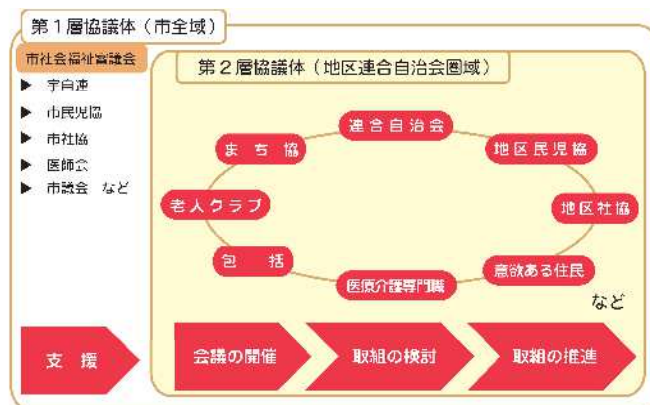 第1層協議体（市全域）
市社会福祉審議会
▶ 宇自連
▶ 市民児協
▶ 市社協
▶ 医師会
▶ 市議会 など
第2層協議体（地区連合自治会圏域）
連合自治会
まち協
地区民児協
老人クラブ
地区社協
包括
意欲ある住民
医療介護専門職
など
支援
会議の開催
取組の検討
取組の推進